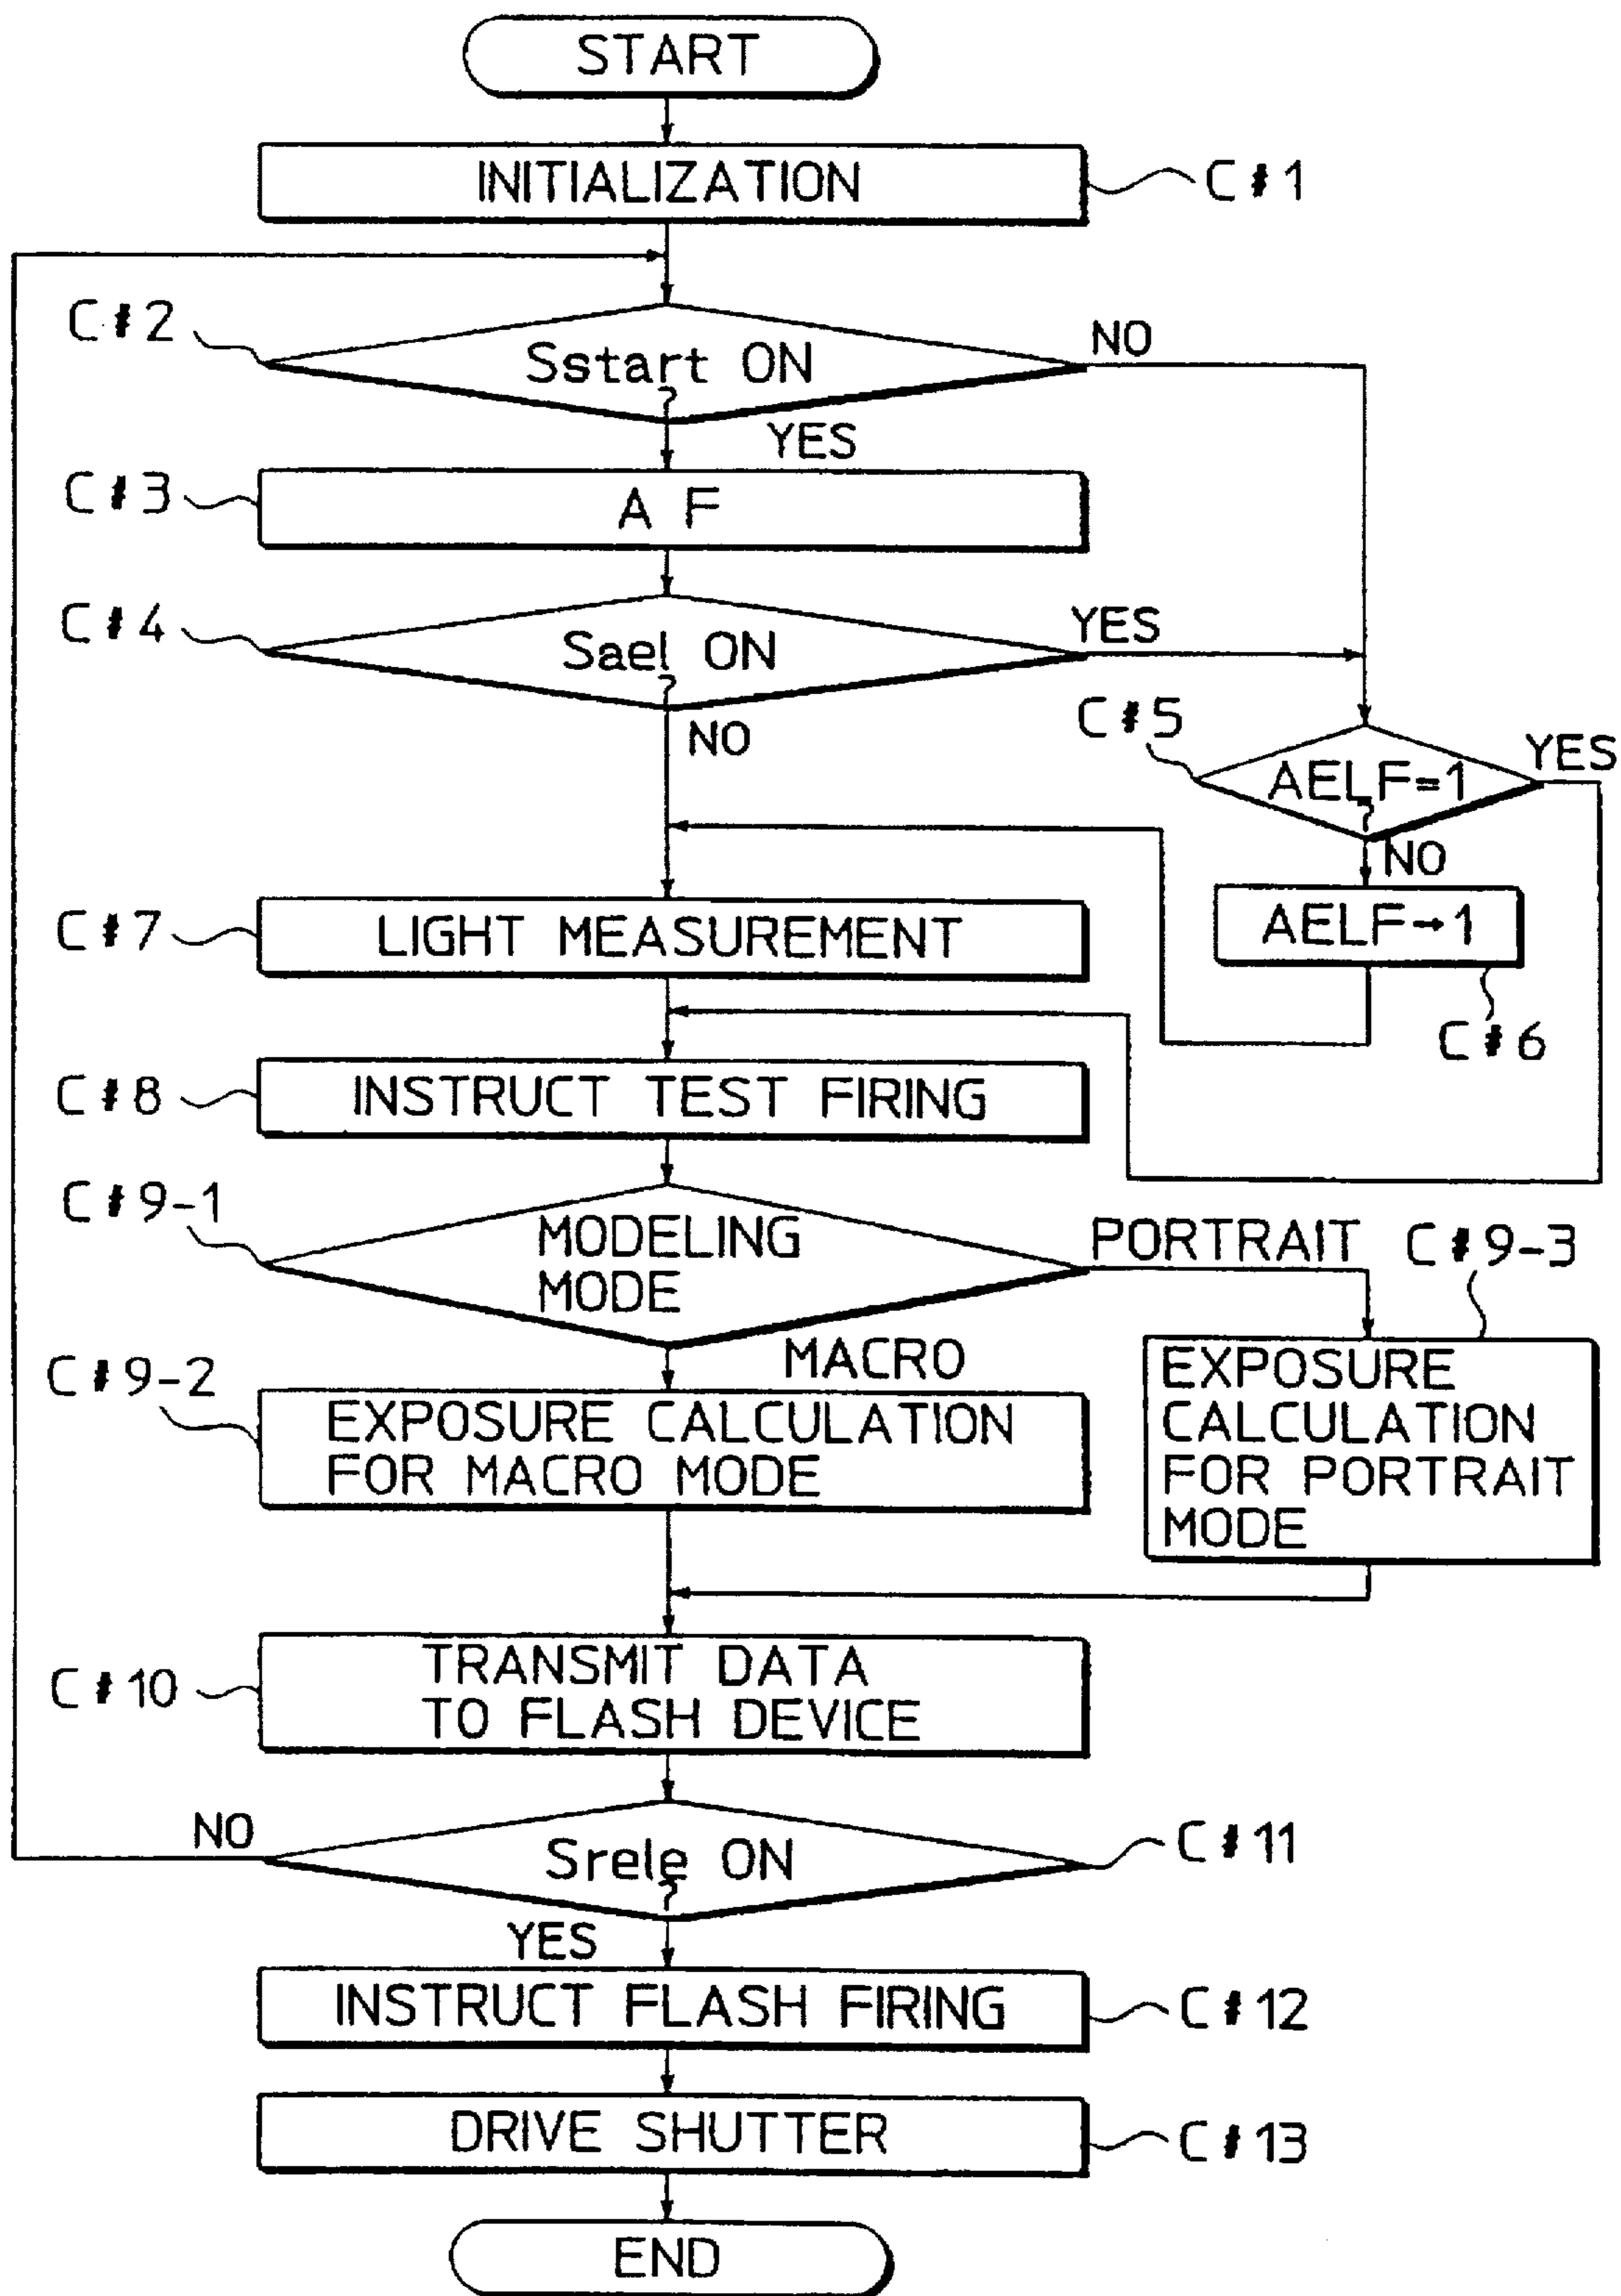 START
INITIALIZATION
C#1
C#2
Sstart ON
?
NO
YES
C#3
A F
C#4
Sael ON
?
YES
NO
C#5
AELF=1
?
YES
NO
AELF→1
C#6
C#7
LIGHT MEASUREMENT
C#8
INSTRUCT TEST FIRING
C#9-1
MODELING
MODE
PORTRAIT
C#9-3
MACRO
C#9-2
EXPOSURE CALCULATION
FOR MACRO MODE
EXPOSURE
CALCULATION
FOR PORTRAIT
MODE
C#10
TRANSMIT DATA
TO FLASH DEVICE
NO
Srele ON
?
C#11
YES
INSTRUCT FLASH FIRING
C#12
DRIVE SHUTTER
C#13
END